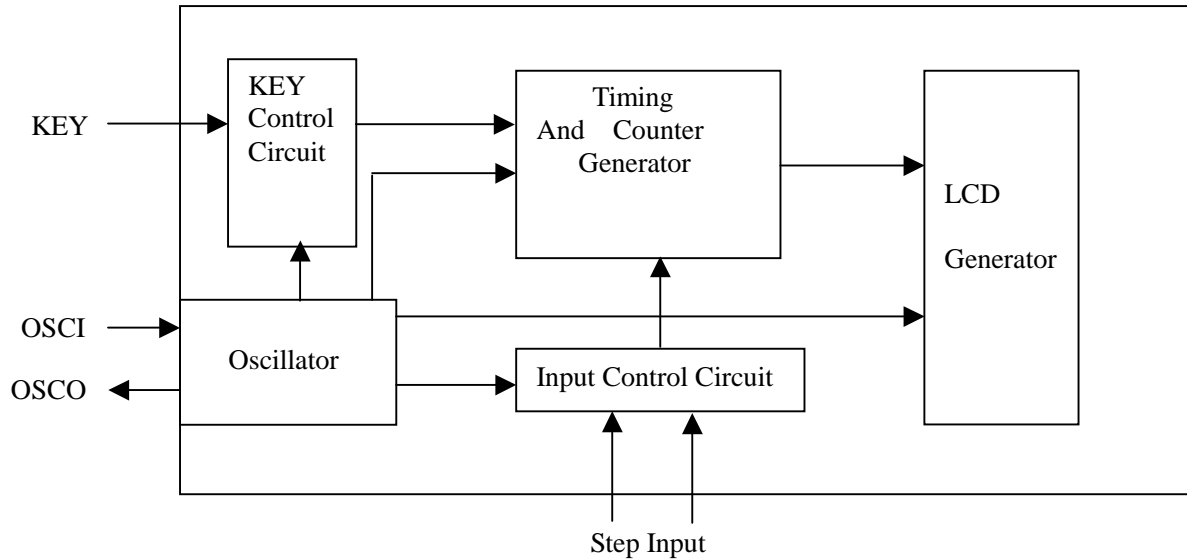 KEY
KEY
Control
Circuit
Timing
And Counter
Generator
LCD
Generator
OSCI
OSCO
Oscillator
Input Control Circuit
Step Input